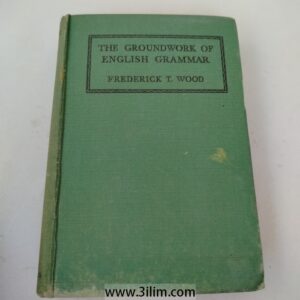 THE GROUNDWORK OF
ENGLISH GRAMMAR
FREDERICK T. WOOD
www.3ilim.com